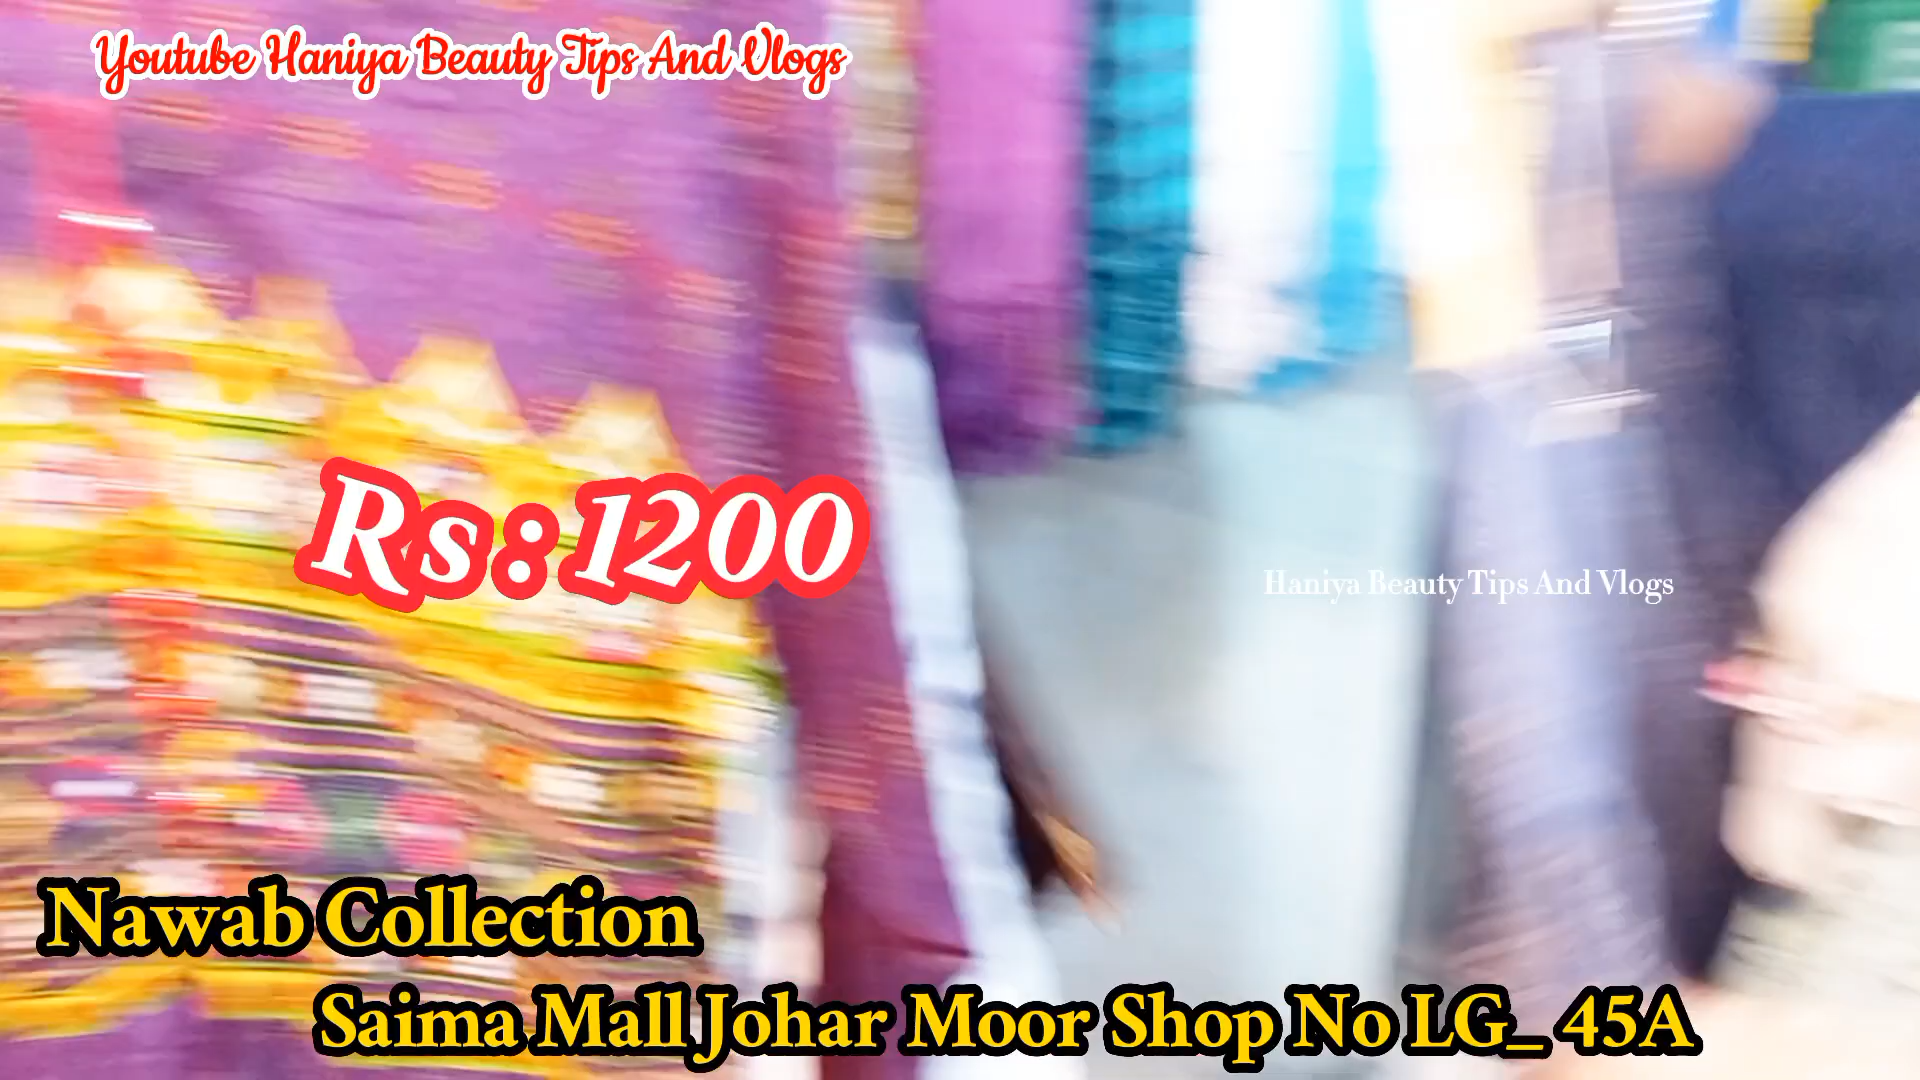 Youtube Haniya Beauty Tips And Vlogs
Rs:1200
Haniya Beauty Tips And Vlogs
Nawab Collection
Saima Mall Johar Moor Shop No LG_ 45A